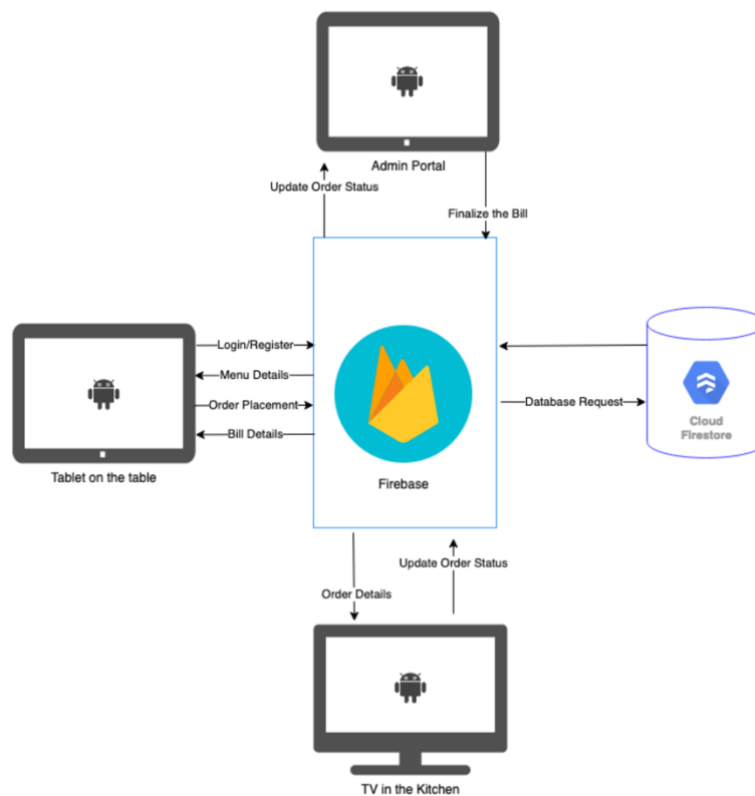 Admin Portal
Update Order Status
Finalize the Bill
Login/Register
Menu Details
Order Placement
Bill Details
Tablet on the table
Firebase
Database Request
Cloud
Firestore
Update Order Status
Order Details
TV in the Kitchen